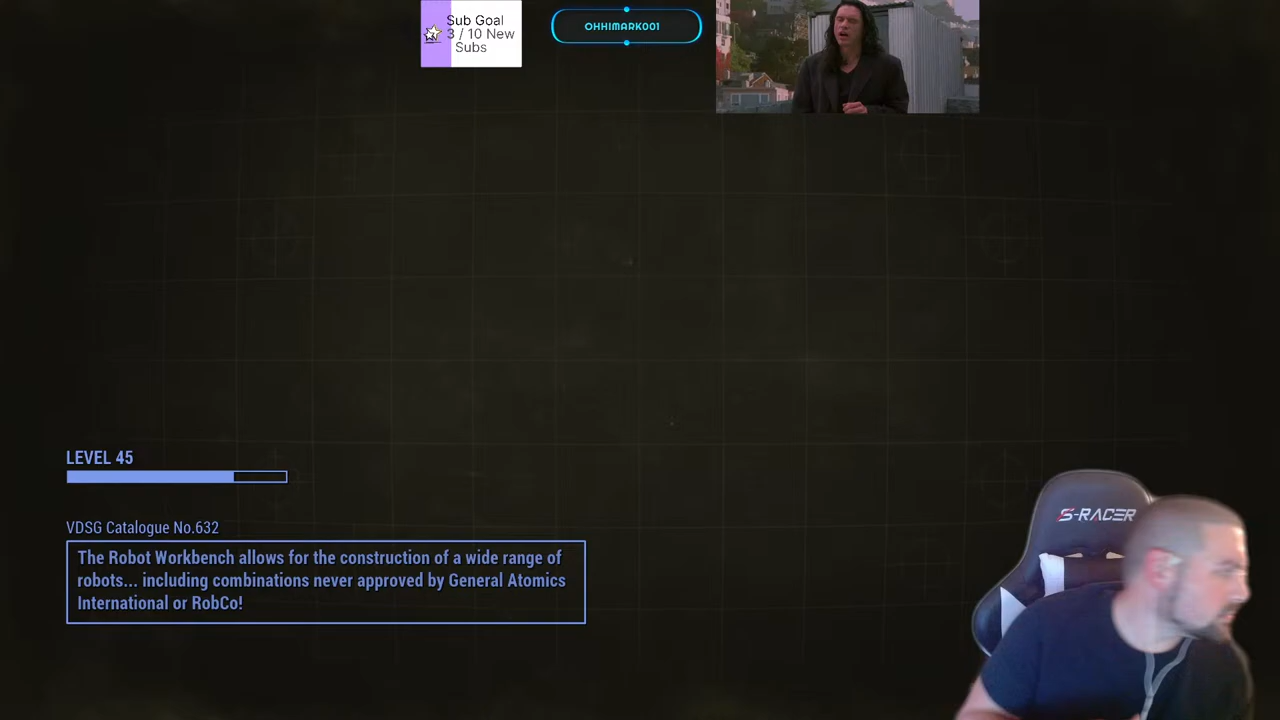 Sub Goal
3 / 10 New
Subs
OHHIMARK001
LEVEL 45
VDSG Catalogue No.632
The Robot Workbench allows for the construction of a wide range of
robots... including combinations never approved by General Atomics
International or RobCo!
S-RACER